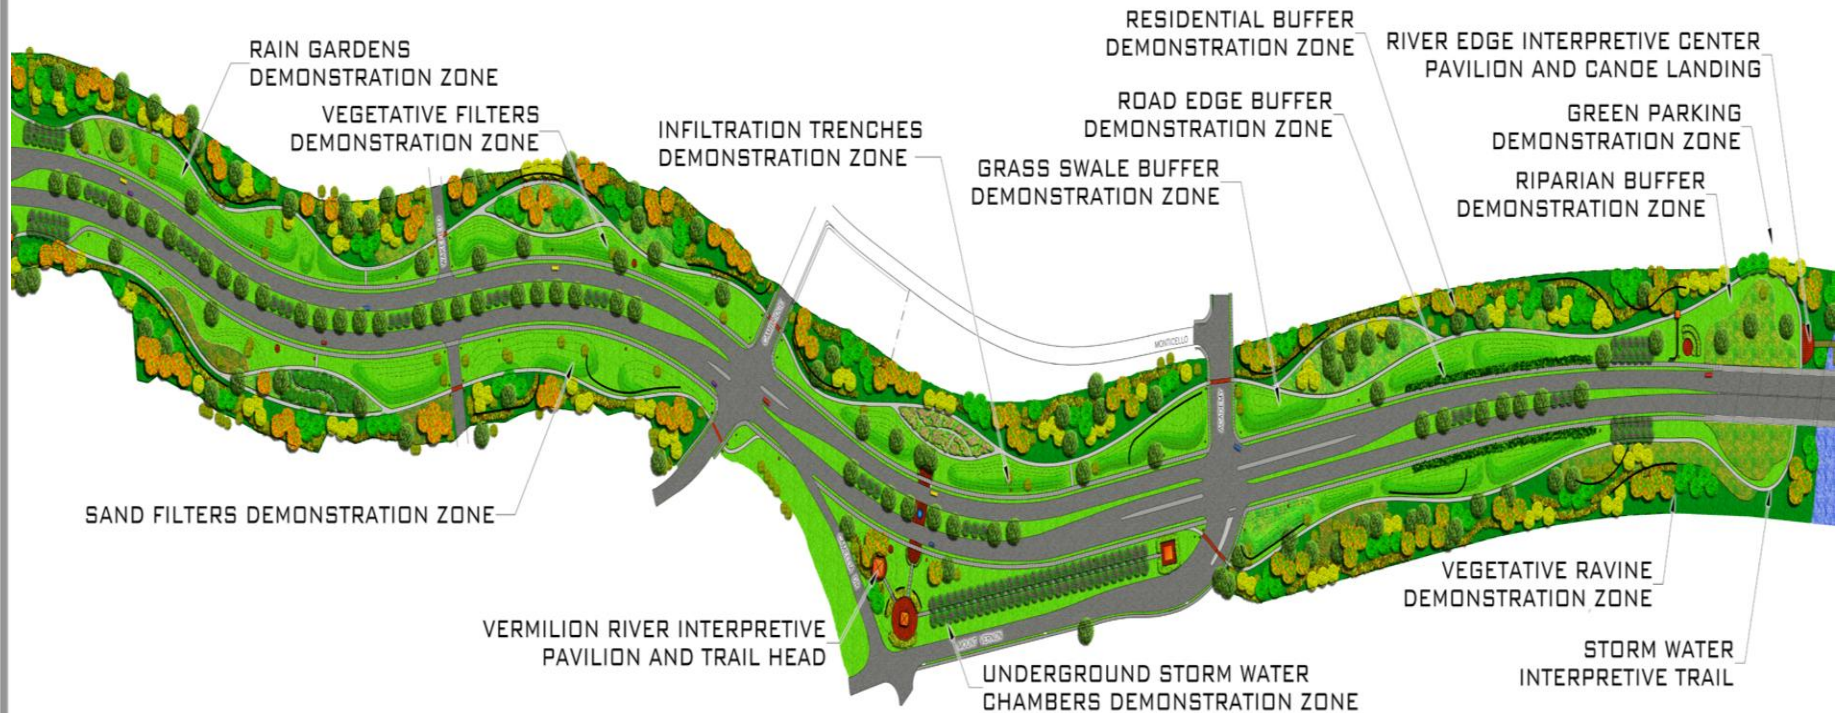 RAIN GARDENS
DEMONSTRATION ZONE
VEGETATIVE FILTERS
DEMONSTRATION ZONE
INFILTRATION TRENCHES
DEMONSTRATION ZONE
RESIDENTIAL BUFFER
DEMONSTRATION ZONE
ROAD EDGE BUFFER
DEMONSTRATION ZONE
GRASS SWALE BUFFER
DEMONSTRATION ZONE
RIVER EDGE INTERPRETIVE CENTER
PAVILION AND CANOE LANDING
GREEN PARKING
DEMONSTRATION ZONE
RIPARIAN BUFFER
DEMONSTRATION ZONE
MONTICELLO
SAND FILTERS DEMONSTRATION ZONE
VERMILION RIVER INTERPRETIVE
PAVILION AND TRAIL HEAD
UNDERGROUND STORM WATER
CHAMBERS DEMONSTRATION ZONE
VEGETATIVE RAVINE
DEMONSTRATION ZONE
STORM WATER
INTERPRETIVE TRAIL